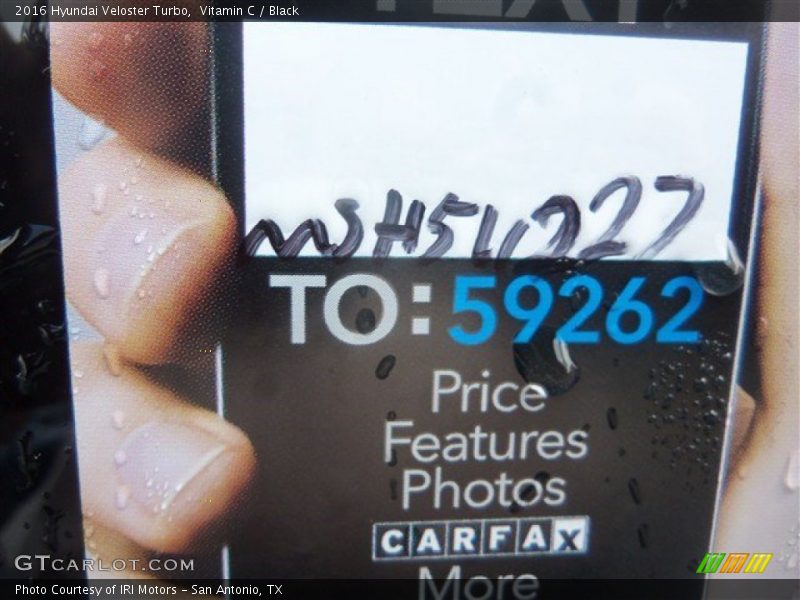 2016 Hyundai Veloster Turbo,  Vitamin C / Black
TO: 59262
Price
Features
Photos
CARFAX
More
GTCARLOT.COM
Photo Courtesy of IRI Motors – San Antonio, TX